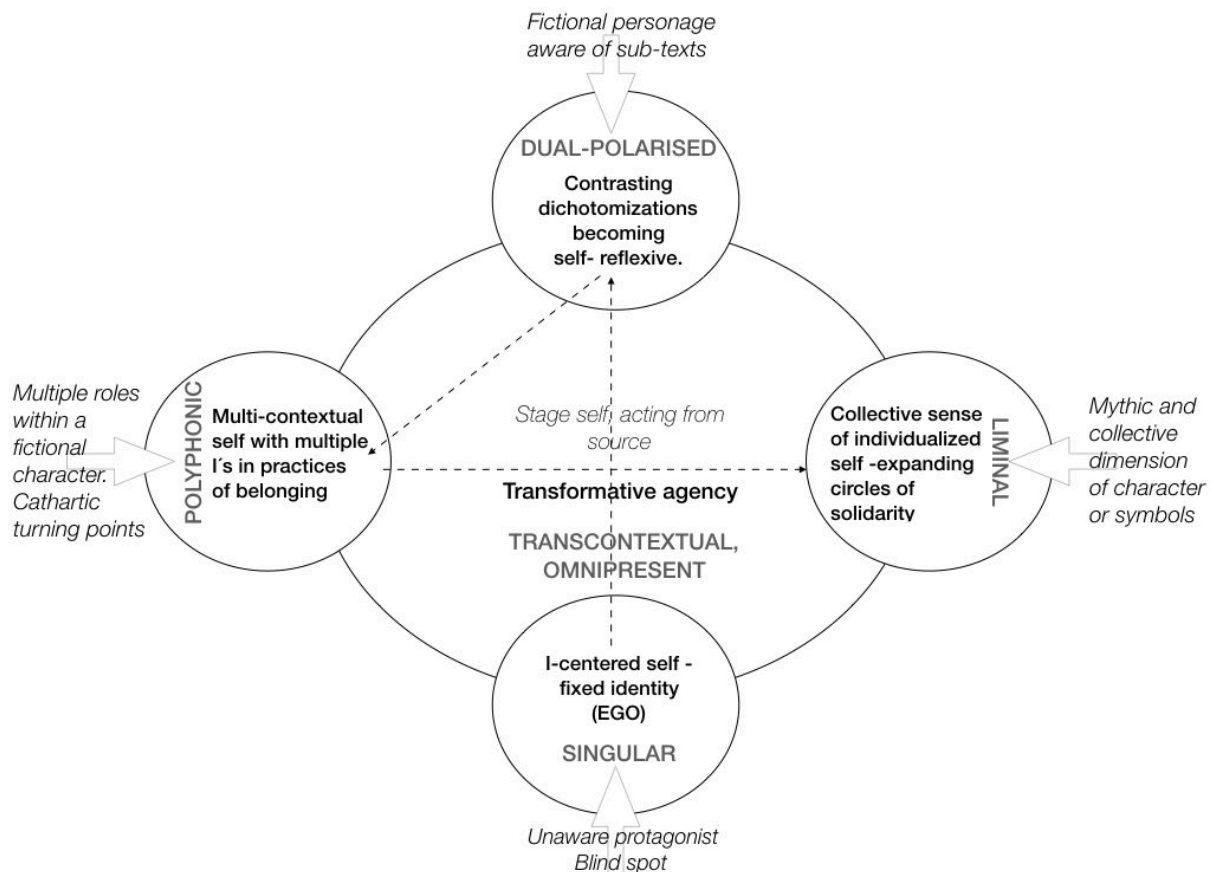 Fictional personage
aware of sub-texts
DUAL-POLARISED
Contrasting
dichotomizations
becoming
self- reflexive.
Multiple roles
within a
fictional
character.
Cathartic
turning points
POLYPHONIC
Multi-contextual
self with multiple
I´s in practices
of belonging
Stage self, acting from
source
Transformative agency
TRANSCONTEXTUAL,
OMNIPRESENT
Collective sense
of individualized
self -expanding
circles of
solidarity
LIMINAL
Mythic and
collective
dimension
of character
or symbols
I-centered self -
fixed identity
(EGO)
SINGULAR
Unaware protagonist
Blind spot